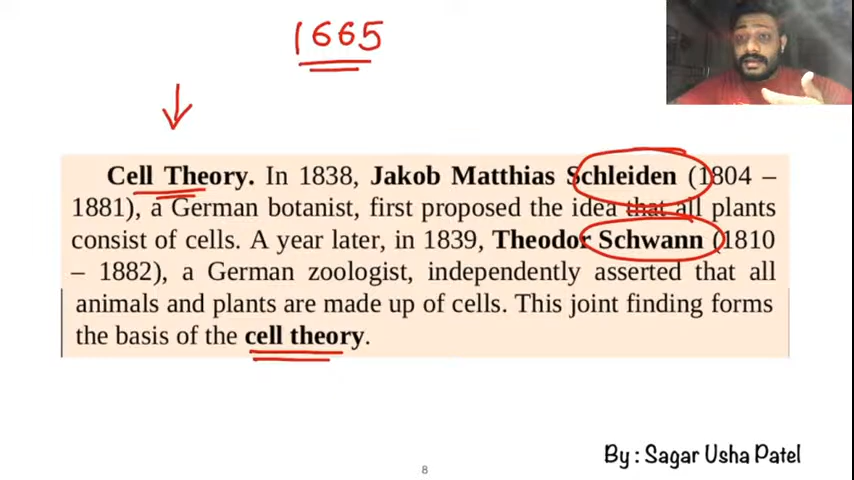 1665
Cell Theory. In 1838, Jakob Matthias Schleiden (1804 –
1881), a German botanist, first proposed the idea that all plants
consist of cells. A year later, in 1839, Theodor Schwann (1810
– 1882), a German zoologist, independently asserted that all
animals and plants are made up of cells. This joint finding forms
the basis of the cell theory.
By : Sagar Usha Patel
8